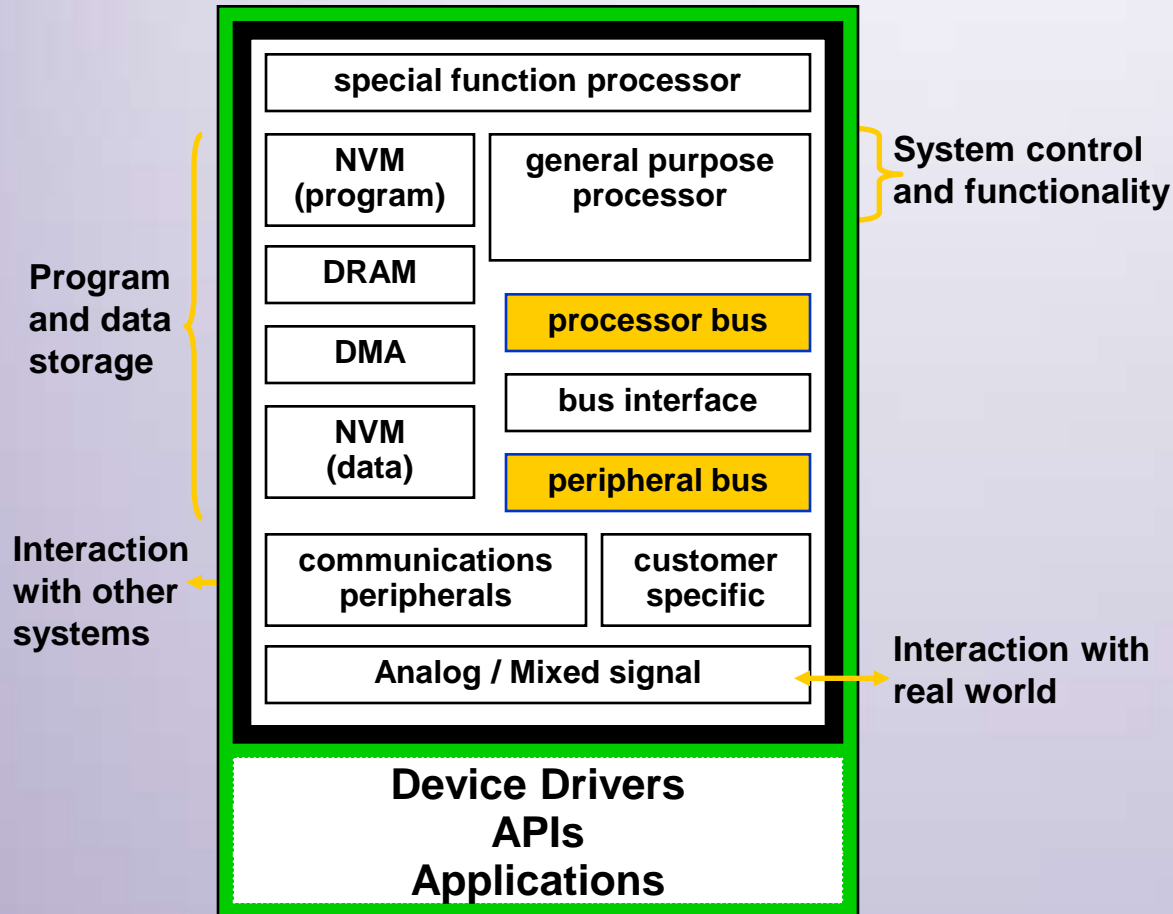 special function processor
NVM
(program)
general purpose
processor
System control
and functionality
Program
and data
storage
DRAM
processor bus
DMA
bus interface
NVM
(data)
peripheral bus
Interaction
with other
systems
communications
peripherals
customer
specific
Analog / Mixed signal
Interaction with
real world
Device Drivers
APIs
Applications